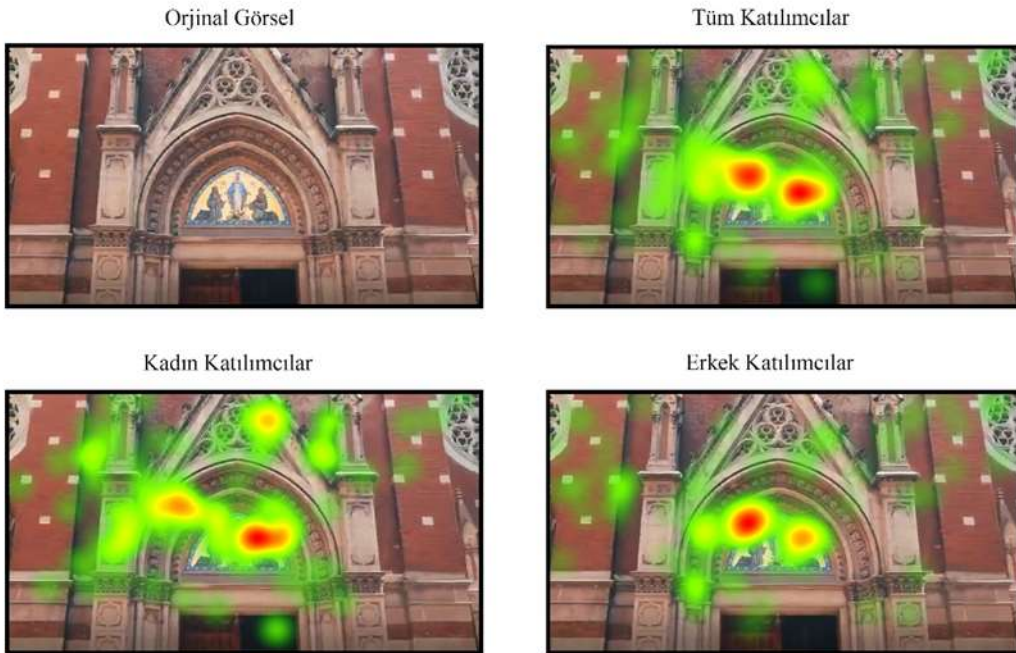 Orjinal Görsel
Tüm Katılımcılar
Kadın Katılımcılar
Erkek Katılımcılar